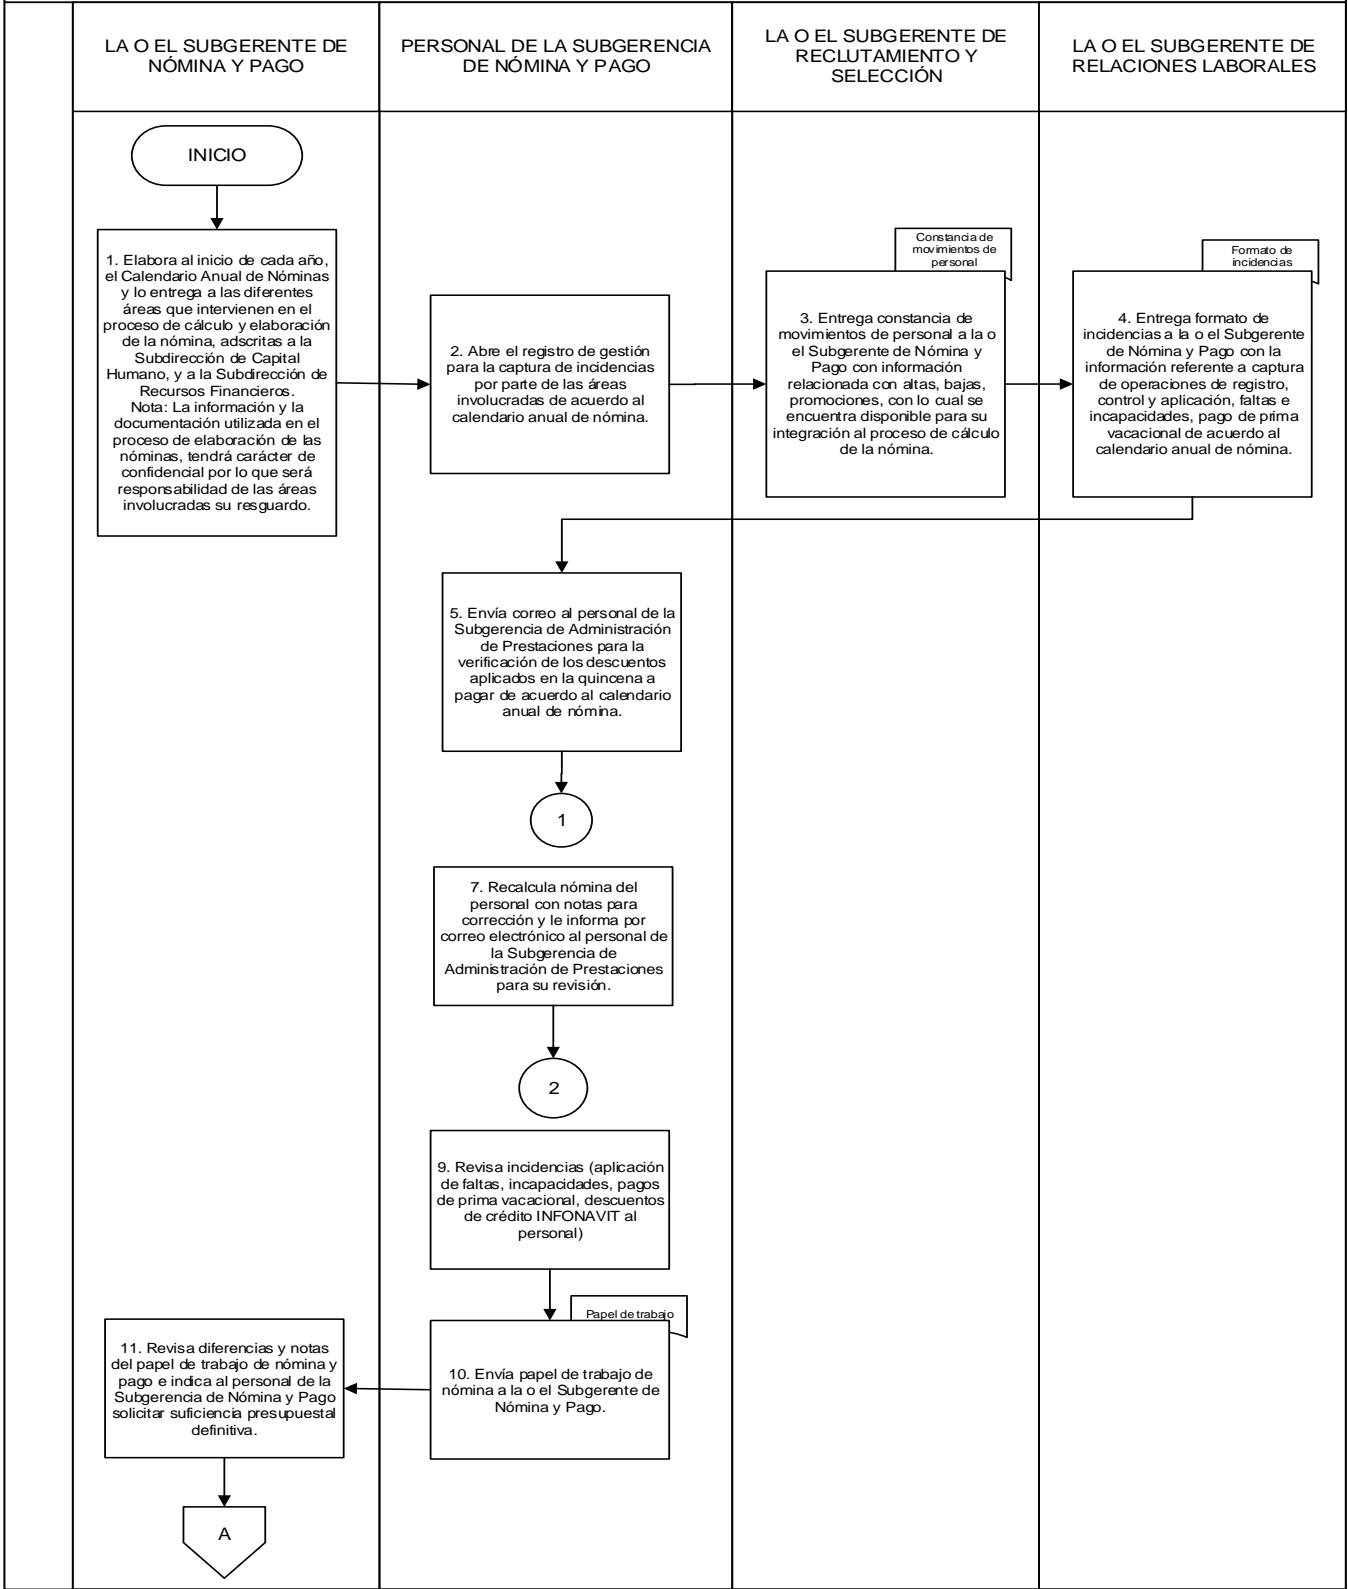 LA O EL SUBGERENTE DE
NÓMINA Y PAGO
PERSONAL DE LA SUBGERENCIA
DE NÓMINA Y PAGO
LA O EL SUBGERENTE DE
RECLUTAMIENTO Y
SELECCIÓN
LA O EL SUBGERENTE DE
RELACIONES LABORALES
INICIO
1. Elabora al inicio de cada año,
el Calendario Anual de Nóminas
y lo entrega a las diferentes
áreas que intervienen en el
proceso de cálculo y elaboración
de la nómina, adscritas a la
Subdirección de Capital
Humano, y a la Subdirección de
Recursos Financieros.
Nota: La información y la
documentación utilizada en el
proceso de elaboración de las
nóminas, tendrá carácter de
confidencial por lo que será
responsabilidad de las áreas
involucradas su resguardo.
2. Abre el registro de gestión
para la captura de incidencias
por parte de las áreas
involucradas de acuerdo al
calendario anual de nómina.
Constancia de
movimientos de
personal
3. Entrega constancia de
movimientos de personal a la o
el Subgerente de Nómina y
Pago con información
relacionada con altas, bajas,
promociones, con lo cual se
encuentra disponible para su
integración al proceso de cálculo
de la nómina.
Formato de
incidencias
4. Entrega formato de
incidencias a la o el Subgerente
de Nómina y Pago con la
información referente a captura
de operaciones de registro,
control y aplicación, faltas e
incapacidades, pago de prima
vacacional de acuerdo al
calendario anual de nómina.
5. Envía correo al personal de la
Subgerencia de Administración
de Prestaciones para la
verificación de los descuentos
aplicados en la quincena a
pagar de acuerdo al calendario
anual de nómina.
1
7. Recalcula nómina del
personal con notas para
corrección y le informa por
correo electrónico al personal de
la Subgerencia de
Administración de Prestaciones
para su revisión.
2
9. Revisa incidencias (aplicación
de faltas, incapacidades, pagos
de prima vacacional, descuentos
de crédito INFONAVIT al
personal)
Papel de trabajo
10. Envía papel de trabajo de
nómina a la o el Subgerente de
Nómina y Pago.
11. Revisa diferencias y notas
del papel de trabajo de nómina y
pago e indica al personal de la
Subgerencia de Nómina y Pago
solicitar suficiencia presupuestal
definitiva.
A